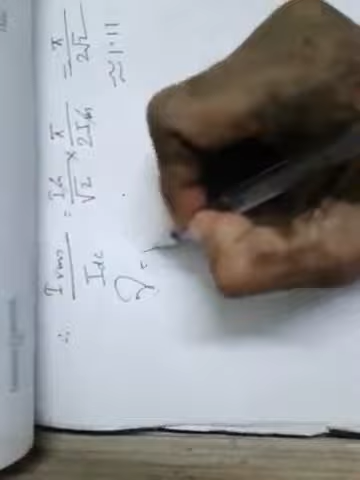 ∴ Irms/Idc = Im/√2 × π/2Im = π/2√2
≈ 1.11
γ =